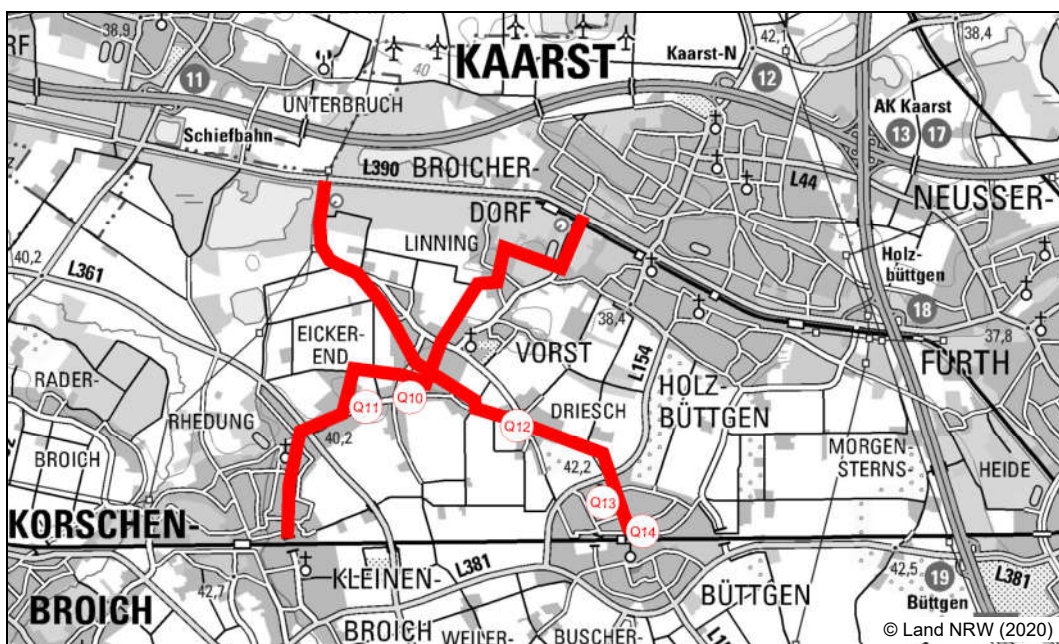 38,9
RF
11
UNTERBRUCH
Schiefbahn
40
KAARST
Kaarst-N
42,1
12
38,4
AK Kaarst
13 17
L390
BROICHER-
DORF
LINNING
L44
NEUSSER-
Holz-
büttgen
18
37,8
FURTH
40,2
L361
EICKER-
END
VORST
38,4
L154
HOLZ-
BÜTTGEN
RADER-
BROICH
RHEDUNG
Q11
Q10
40,2
Q12
DRIESCH
42,2
MORGEN-
STERNS-
HEIDE
Q13
Q14
KORSCHEN-
BROICH
42,7
KLEINEN-
BROICH
L381
BÜTTGEN
WEILER-
BUSCHER-
42,5
19
Büttgen
L381
© Land NRW (2020)